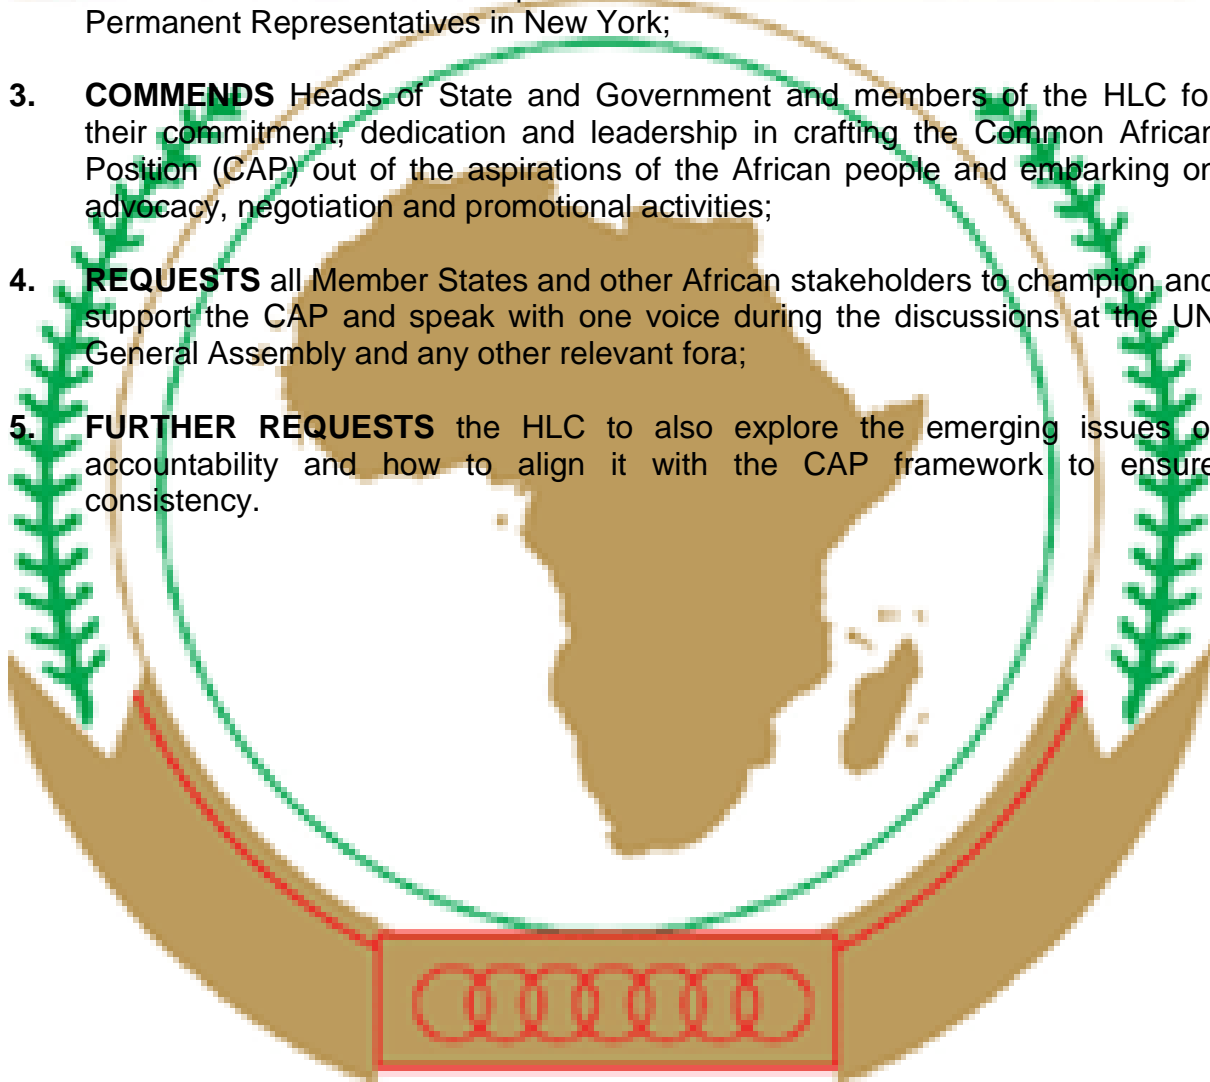 Permanent Representatives in New York;
3. COMMENDS Heads of State and Government and members of the HLC fo
their commitment, dedication and leadership in crafting the Common African
Position (CAP) out of the aspirations of the African people and embarking on
advocacy, negotiation and promotional activities;
4. REQUESTS all Member States and other African stakeholders to champion and
support the CAP and speak with one voice during the discussions at the UN
General Assembly and any other relevant fora;
5. FURTHER REQUESTS the HLC to also explore the emerging issues o
accountability and how to align it with the CAP framework to ensure
consistency.